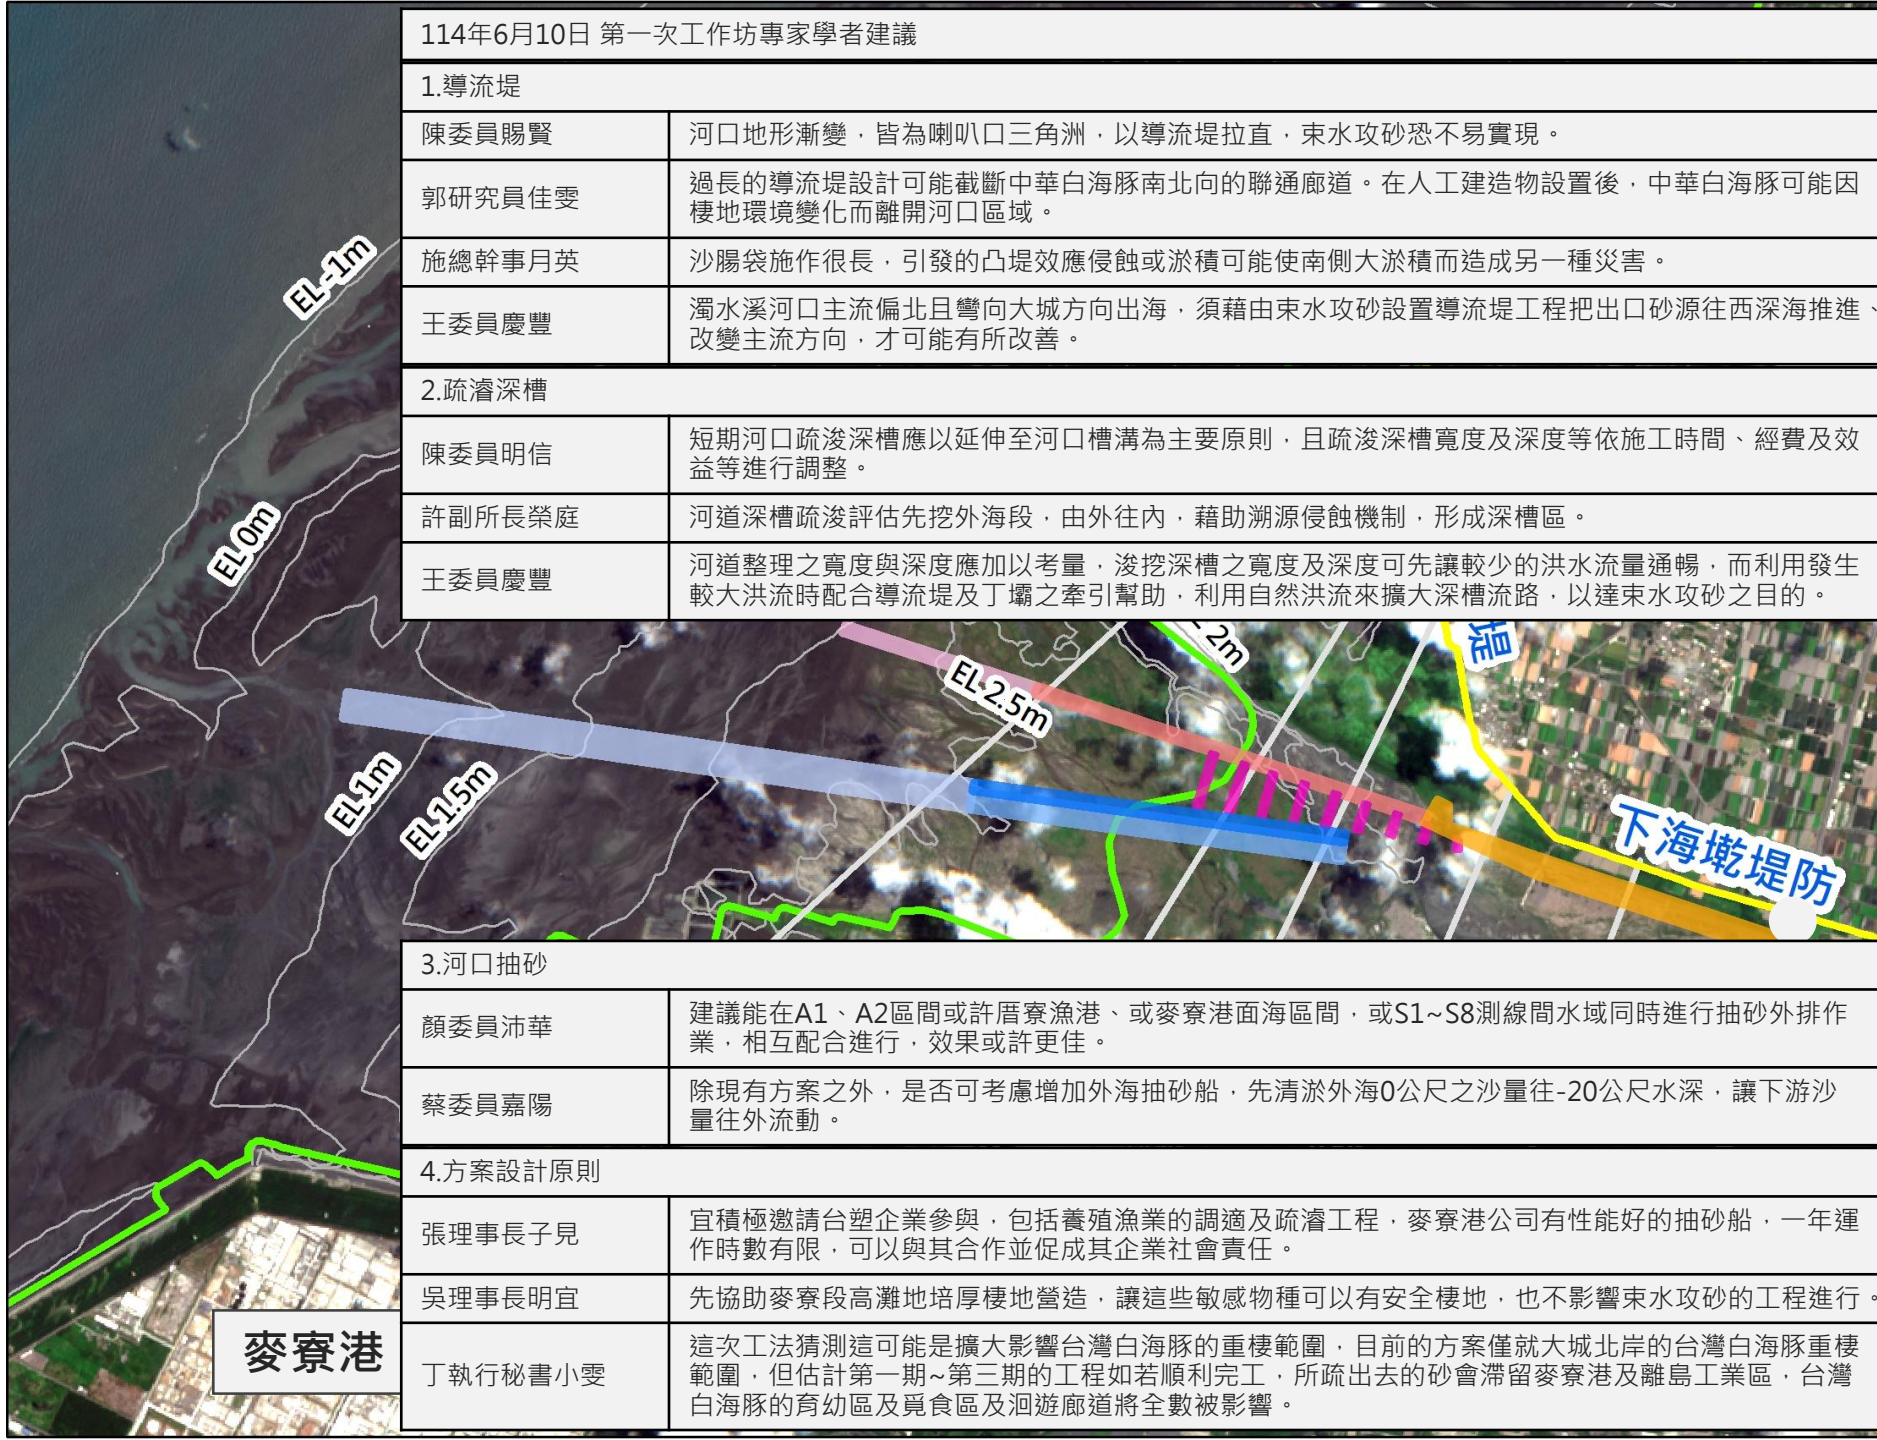 114年6月10日 第一次工作坊專家學者建議
1.導流堤
陳委員賜賢
河口地形漸變，皆為喇叭口三角洲，以導流堤拉直，束水攻砂恐不易實現。
郭研究員佳雯
過長的導流堤設計可能截斷中華白海豚南北向的聯通廊道。在人工建造物設置後，中華白海豚可能因
棲地環境變化而離開河口區域。
施總幹事月英
沙腸袋施作很長，引發的凸堤效應侵蝕或淤積可能使南側大淤積而造成另一種災害。
王委員慶豐
濁水溪河口主流偏北且彎向大城方向出海，須藉由束水攻砂設置導流堤工程把出口砂源往西深海推進、
改變主流方向，才可能有所改善。
2.疏濬深槽
陳委員明信
短期河口疏浚深槽應以延伸至河口槽溝為主要原則，且疏浚深槽寬度及深度等依施工時間、經費及效
益等進行調整。
許副所長榮庭
河道深槽疏浚評估先挖外海段，由外往內，藉助溯源侵蝕機制，形成深槽區。
王委員慶豐
河道整理之寬度與深度應加以考量，浚挖深槽之寬度及深度可先讓較少的洪水流量通暢，而利用發生
較大洪流時配合導流堤及丁壩之牽引幫助，利用自然洪流來擴大深槽流路，以達束水攻砂之目的。
EL -1m
EL 0m
EL 1m
EL 1.5m
EL 2.5m
2m
堤
下海墘堤防
3.河口抽砂
顏委員沛華
建議能在A1、A2區間或許厝寮漁港、或麥寮港面海區間，或S1~S8測線間水域同時進行抽砂外排作
業，相互配合進行，效果或許更佳。
蔡委員嘉陽
除現有方案之外，是否可考慮增加外海抽砂船，先清淤外海0公尺之沙量往-20公尺水深，讓下游沙
量往外流動。
4.方案設計原則
張理事長子見
宜積極邀請台塑企業參與，包括養殖漁業的調適及疏濬工程，麥寮港公司有性能好的抽砂船，一年運
作時數有限，可以與其合作並促成其企業社會責任。
吳理事長明宜
先協助麥寮段高灘地培厚棲地營造，讓這些敏感物種可以有安全棲地，也不影響束水攻砂的工程進行。
丁執行秘書小雯
這次工法猜測這可能是擴大影響台灣白海豚的重棲範圍，目前的方案僅就大城北岸的台灣白海豚重棲
範圍，但估計第一期~第三期的工程如若順利完工，所疏出去的砂會滯留麥寮港及離島工業區，台灣
白海豚的育幼區及覓食區及洄遊廊道將全數被影響。
麥寮港